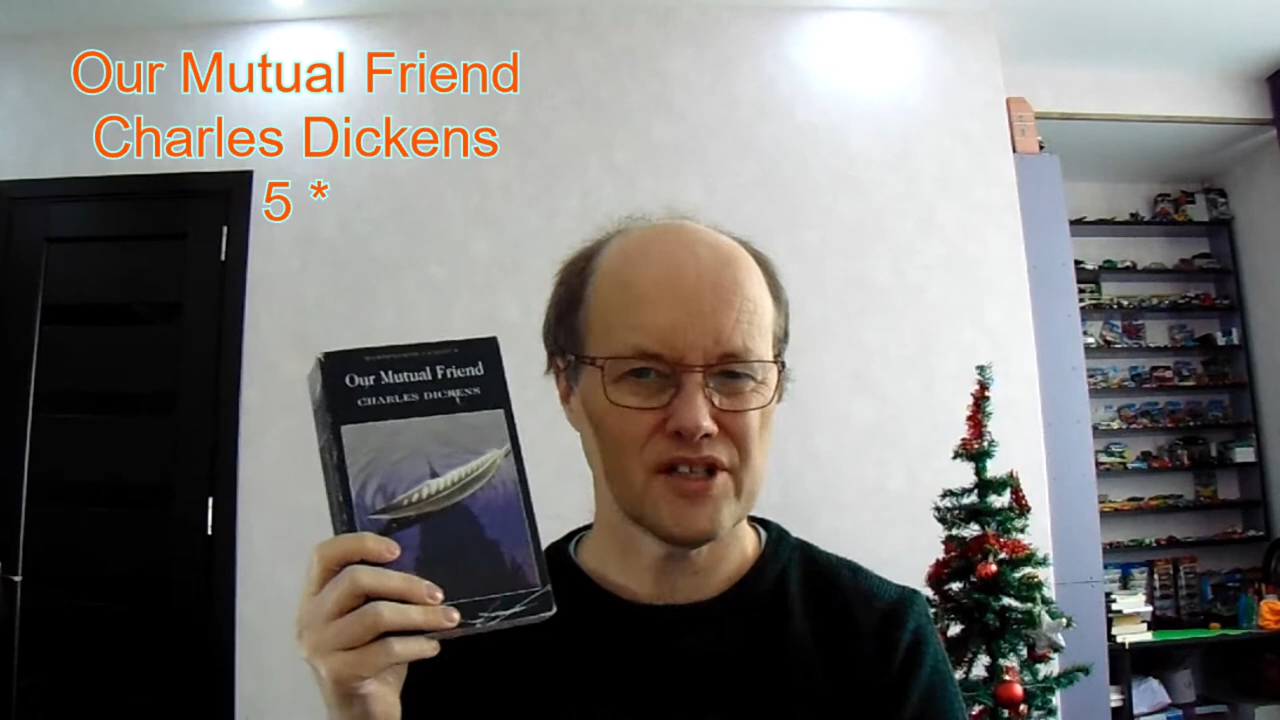 Our Mutual Friend
Charles Dickens
5 *
Our Mutual Friend
CHARLES DICKENS